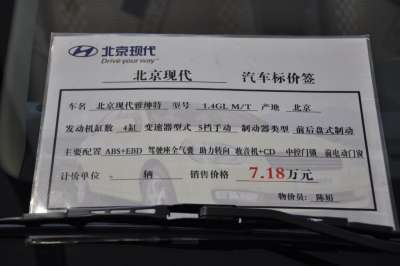 北京现代
Drive your way™
北京现代 汽车标价签
车名 北京现代雅绅特 型号 1.4GL M/T 产地 北京
发动机缸数 4缸 变速器型式 5挡手动 制动器类型 前后盘式制动
主要配置 ABS+EBD 驾驶座全气囊 助力转向 收音机+CD 中控门锁 前电动门窗
计价单位 - 辆 销售价格 7.18万元
物价员: 陈娟